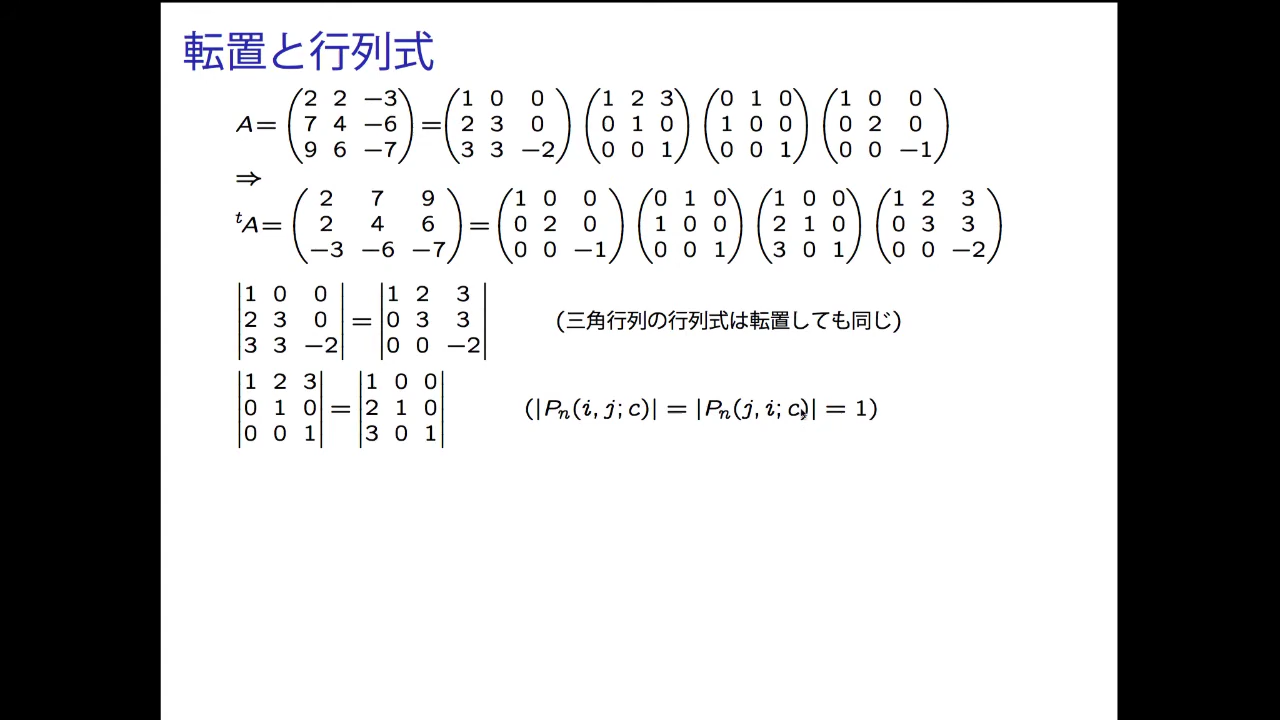 転置と行列式
A= (2 2 −3 / 7 4 −6 / 9 6 −7) = (1 0 0 / 2 3 0 / 3 3 −2) (1 2 3 / 0 1 0 / 0 0 1) (0 1 0 / 1 0 0 / 0 0 1) (1 0 0 / 0 2 0 / 0 0 −1)
⇒
ᵗA= (2 7 9 / 2 4 6 / −3 −6 −7) = (1 0 0 / 0 2 0 / 0 0 −1) (0 1 0 / 1 0 0 / 0 0 1) (1 0 0 / 2 1 0 / 3 0 1) (1 2 3 / 0 3 3 / 0 0 −2)
|1 0 0 / 2 3 0 / 3 3 −2| = |1 2 3 / 0 3 3 / 0 0 −2| (三角行列の行列式は転置しても同じ)
|1 2 3 / 0 1 0 / 0 0 1| = |1 0 0 / 2 1 0 / 3 0 1| (|Pₙ(i, j; c)| = |Pₙ(j, i; c)| = 1)